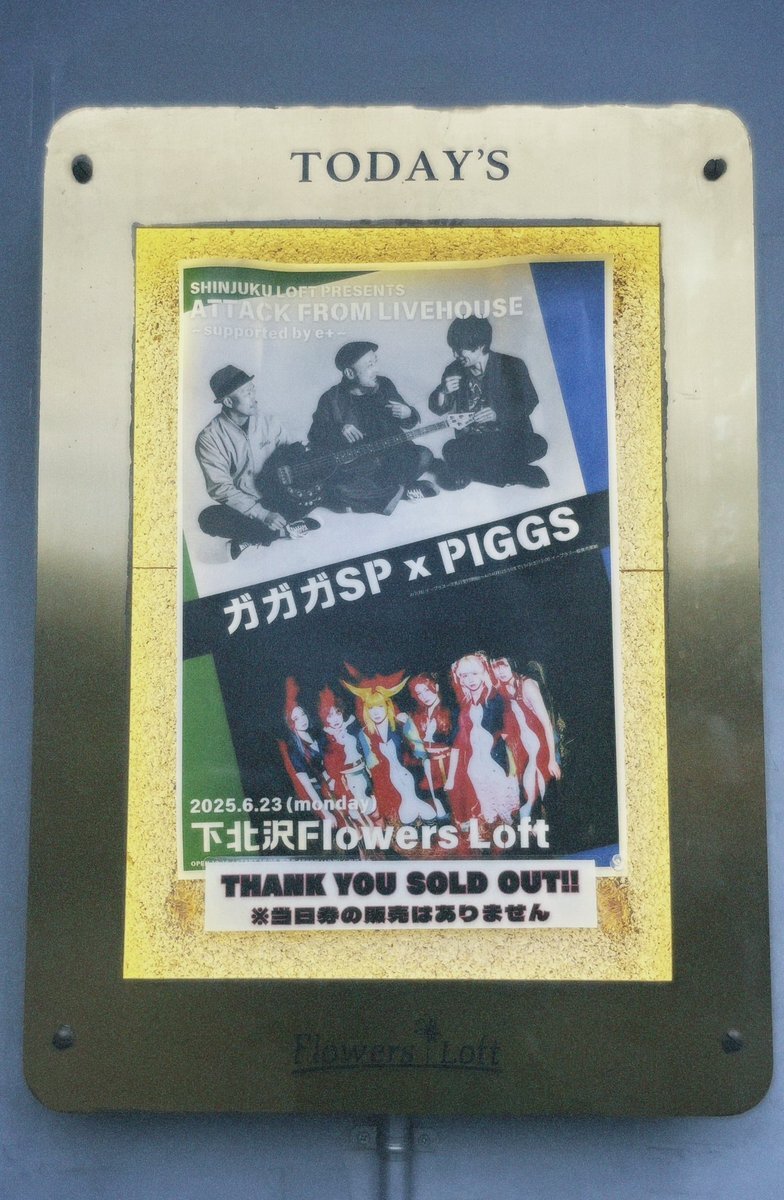 TODAY'S
SHINJUKU LOFT PRESENTS
ATTACK FROM LIVEHOUSE
~supported by e+~
ガガガSP x PIGGS
2025.6.23 (monday)
下北沢Flowers Loft
THANK YOU SOLD OUT!!
※当日券の販売はありません
Flowers Loft